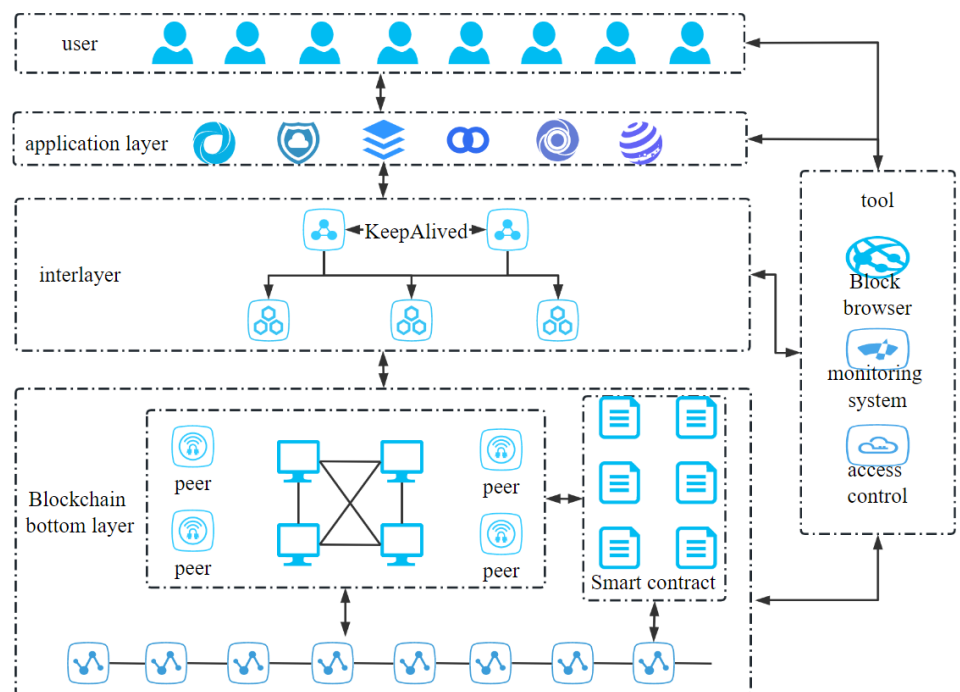 user
application layer
tool
KeepAlived
interlayer
Block
browser
monitoring
system
access
control
peer
peer
Blockchain
bottom layer
peer
peer
Smart contract